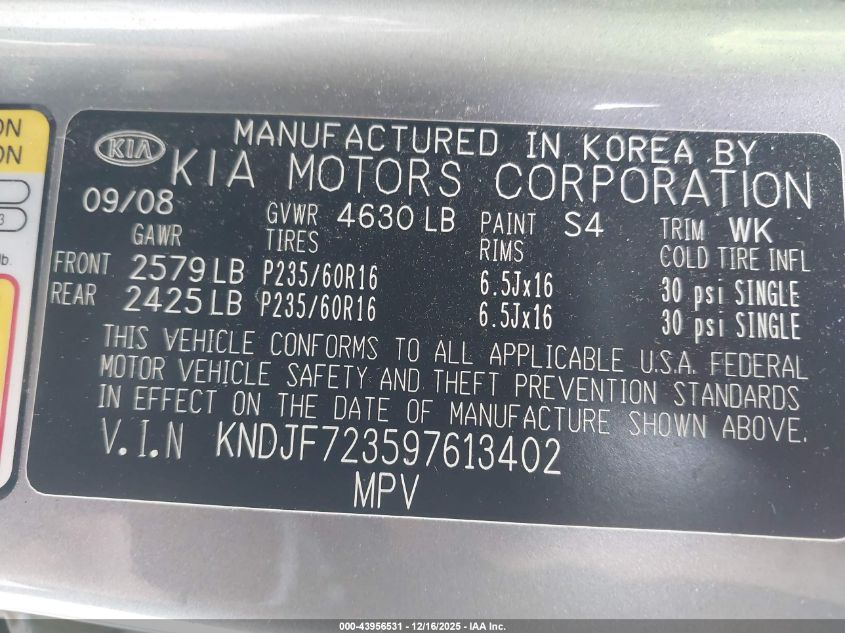 ON
ON
3
lb.
KIA
MANUFACTURED IN KOREA BY
KIA MOTORS CORPORATION
09/08 GVWR 4630 LB PAINT S4 TRIM WK
GAWR TIRES RIMS COLD TIRE INFL
FRONT 2579 LB P235/60R16 6.5Jx16 30 psi SINGLE
REAR 2425 LB P235/60R16 6.5Jx16 30 psi SINGLE
THIS VEHICLE CONFORMS TO ALL APPLICABLE U.S.A. FEDERAL
MOTOR VEHICLE SAFETY AND THEFT PREVENTION STANDARDS
IN EFFECT ON THE DATE OF MANUFACTURE SHOWN ABOVE.
V.I.N KNDJF723597613402
MPV
000-43956531 - 12/16/2025 - IAA Inc.